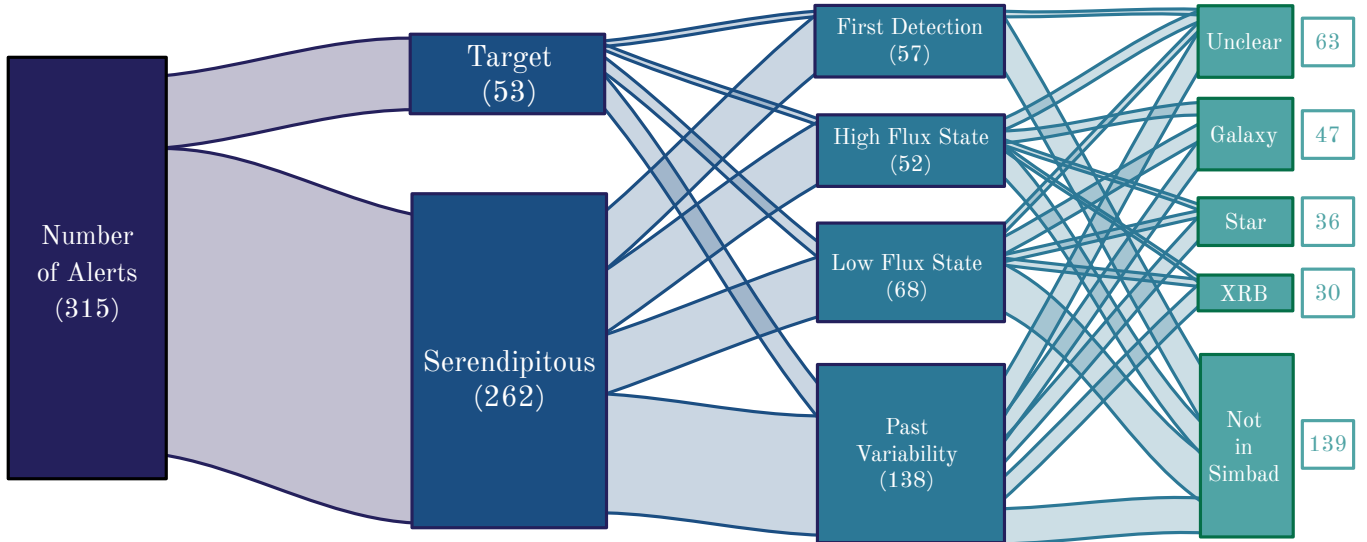 Number
of Alerts
(315)
Target
(53)
Serendipitous
(262)
First Detection
(57)
High Flux State
(52)
Low Flux State
(68)
Past
Variability
(138)
Unclear
63
Galaxy
47
Star
36
XRB
30
Not
in
Simbad
139